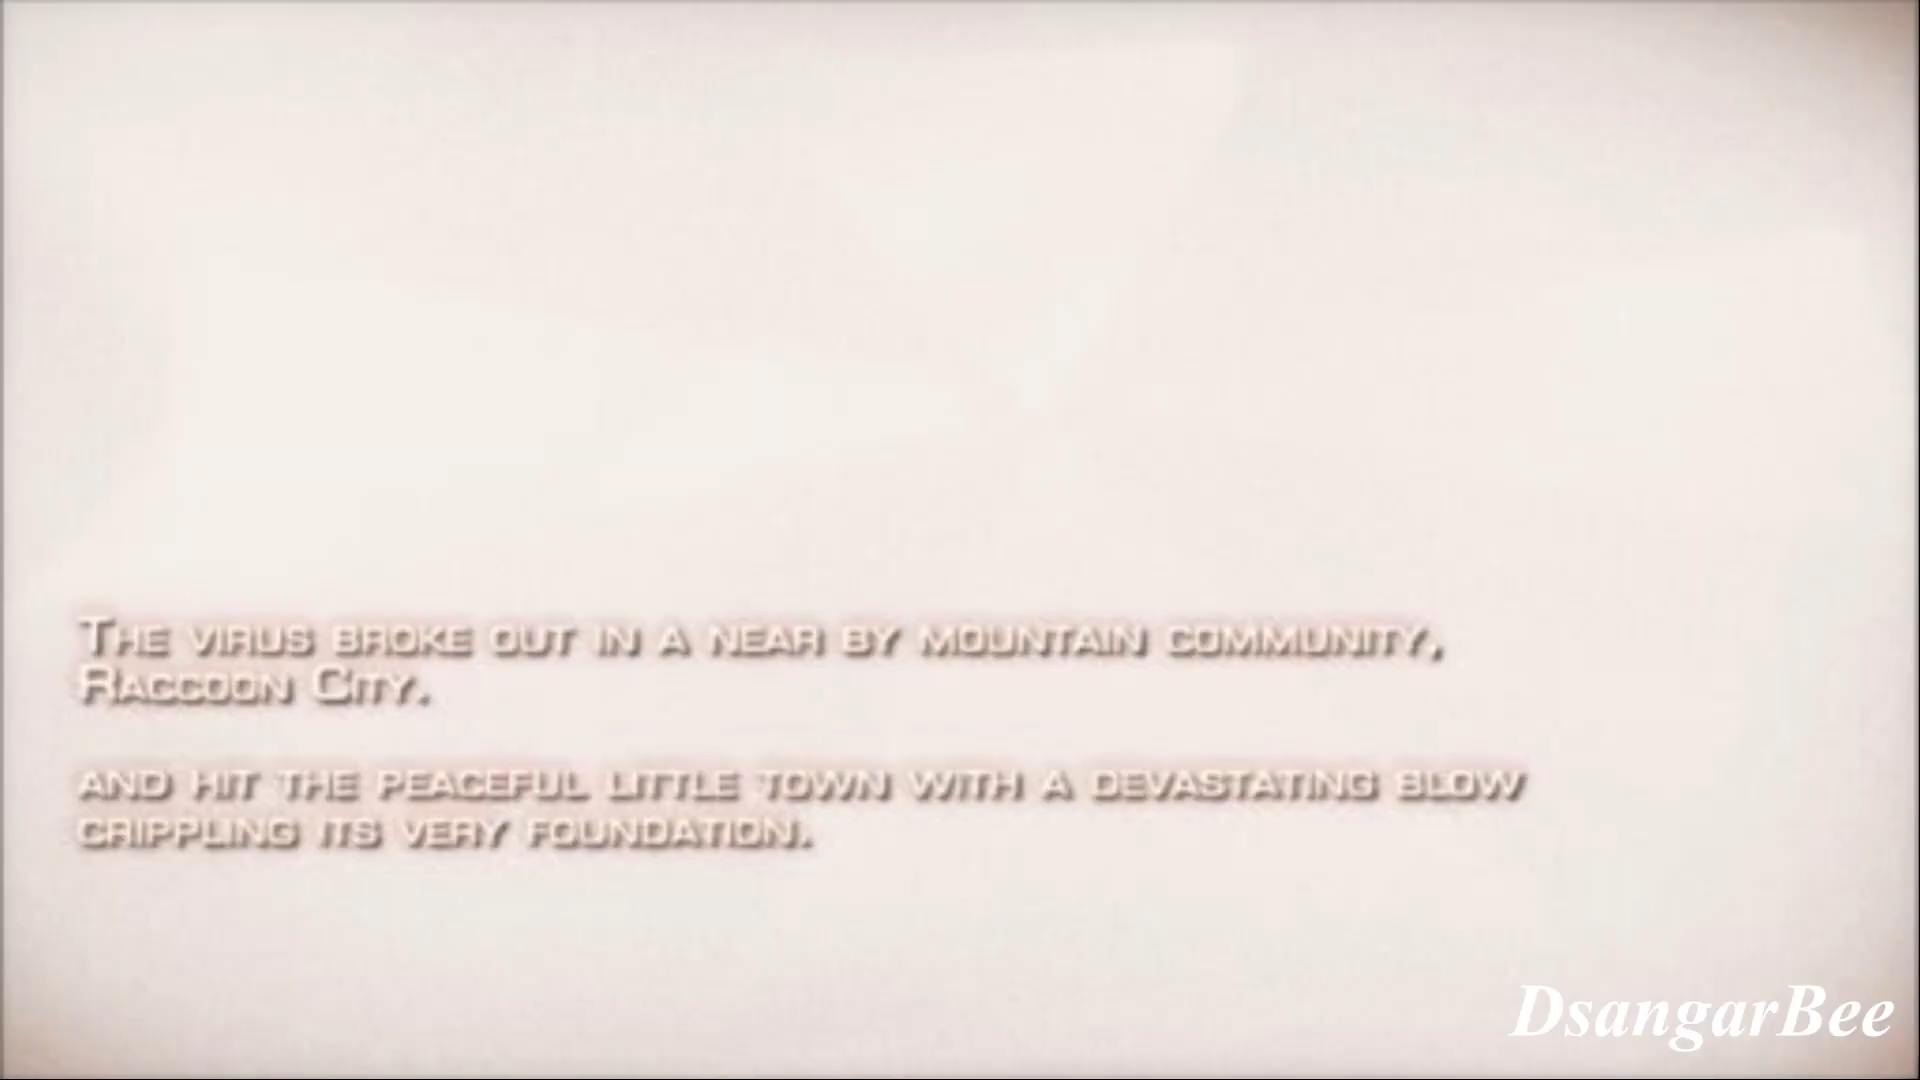 The virus broke out in a near by mountain community,
Raccoon City.
and hit the peaceful little town with a devastating blow
crippling its very foundation.
DsangarBee